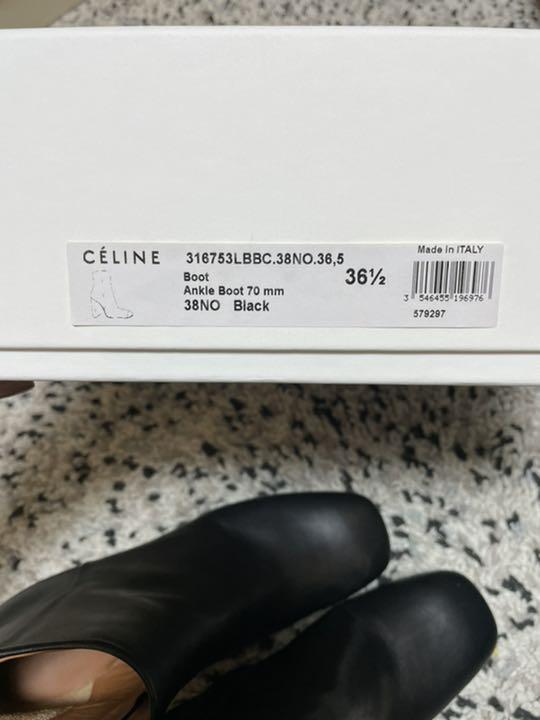 CÉLINE
316753LBBC.38NO.36,5
Boot
Ankle Boot 70 mm
38NO Black
36½
Made in ITALY
3 546455 196976
579297